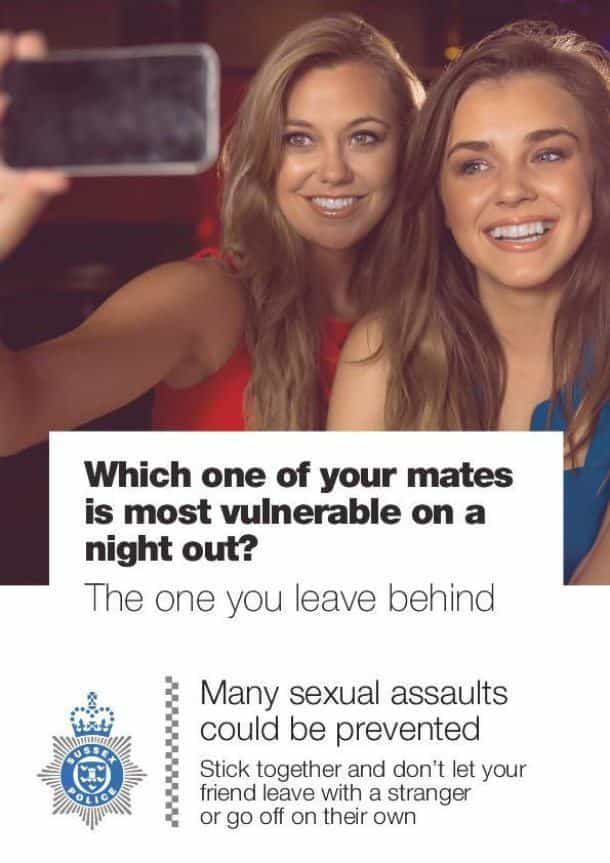 Which one of your mates
is most vulnerable on a
night out?
The one you leave behind
Many sexual assaults
could be prevented
Stick together and don't let your
friend leave with a stranger
or go off on their own
SUSSEX
POLICE